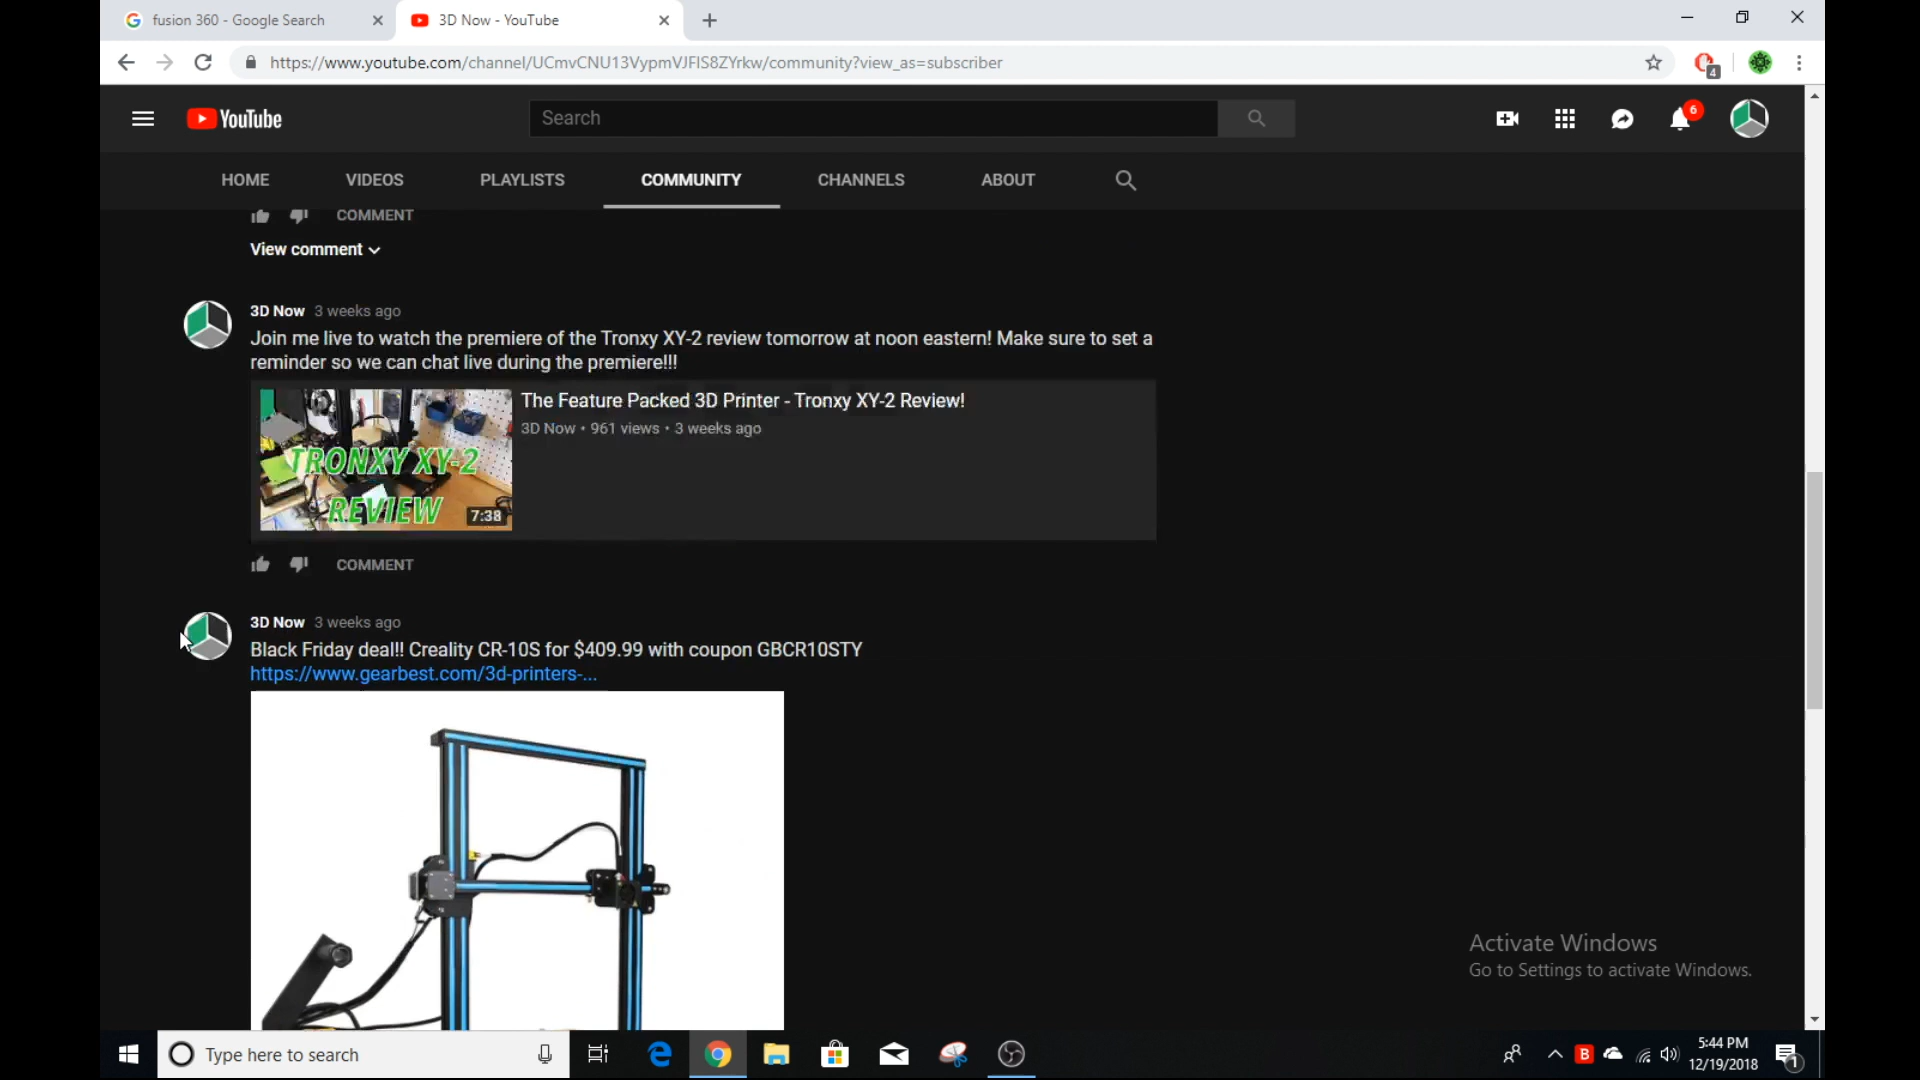 fusion 360 - Google Search
3D Now - YouTube
https://www.youtube.com/channel/UCmvCNU13VypmVJFIS8ZYrkw/community?view_as=subscriber
4
YouTube
Search
6
HOME
VIDEOS
PLAYLISTS
COMMUNITY
CHANNELS
ABOUT
COMMENT
View comment
3D Now 3 weeks ago
Join me live to watch the premiere of the Tronxy XY-2 review tomorrow at noon eastern! Make sure to set a
reminder so we can chat live during the premiere!!!
The Feature Packed 3D Printer - Tronxy XY-2 Review!
3D Now • 961 views • 3 weeks ago
TRONXY XY-2
REVIEW
7:38
COMMENT
3D Now 3 weeks ago
Black Friday deal!! Creality CR-10S for $409.99 with coupon GBCR10STY
https://www.gearbest.com/3d-printers-...
Activate Windows
Go to Settings to activate Windows.
Type here to search
B
5:44 PM
12/19/2018
1